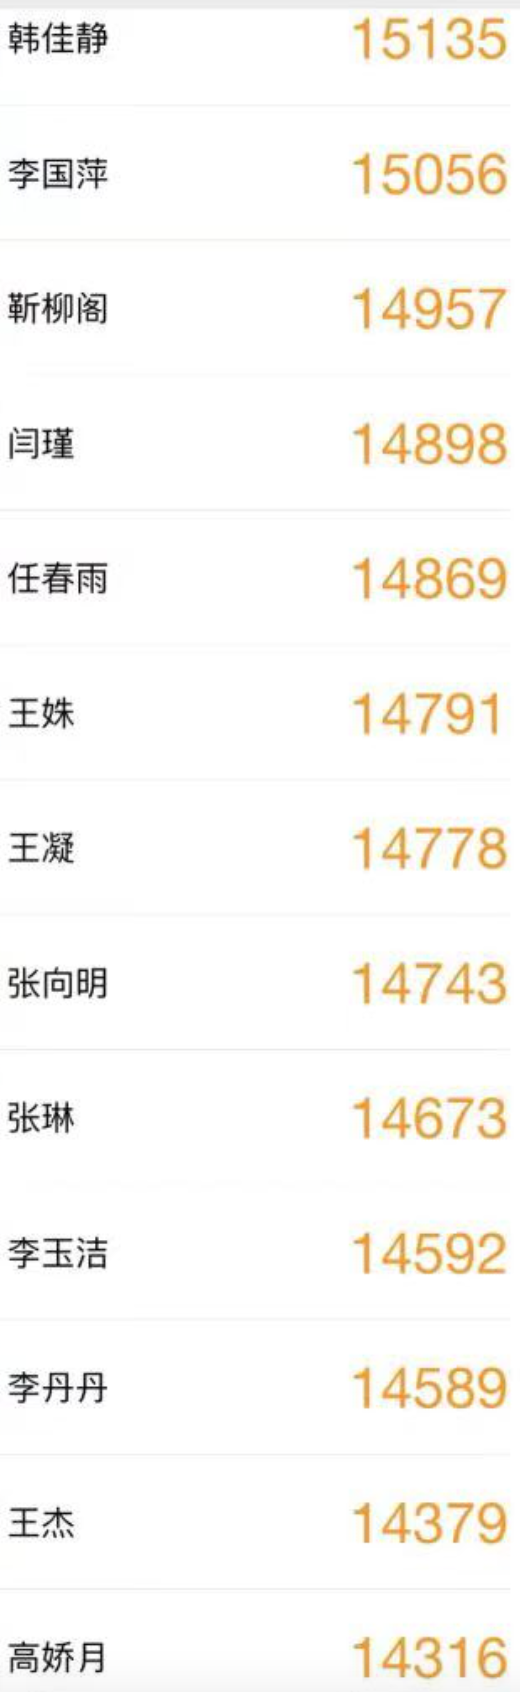 韩佳静 15135
李国萍 15056
靳柳阁 14957
闫瑾 14898
任春雨 14869
王姝 14791
王凝 14778
张向明 14743
张琳 14673
李玉洁 14592
李丹丹 14589
王杰 14379
高娇月 14316